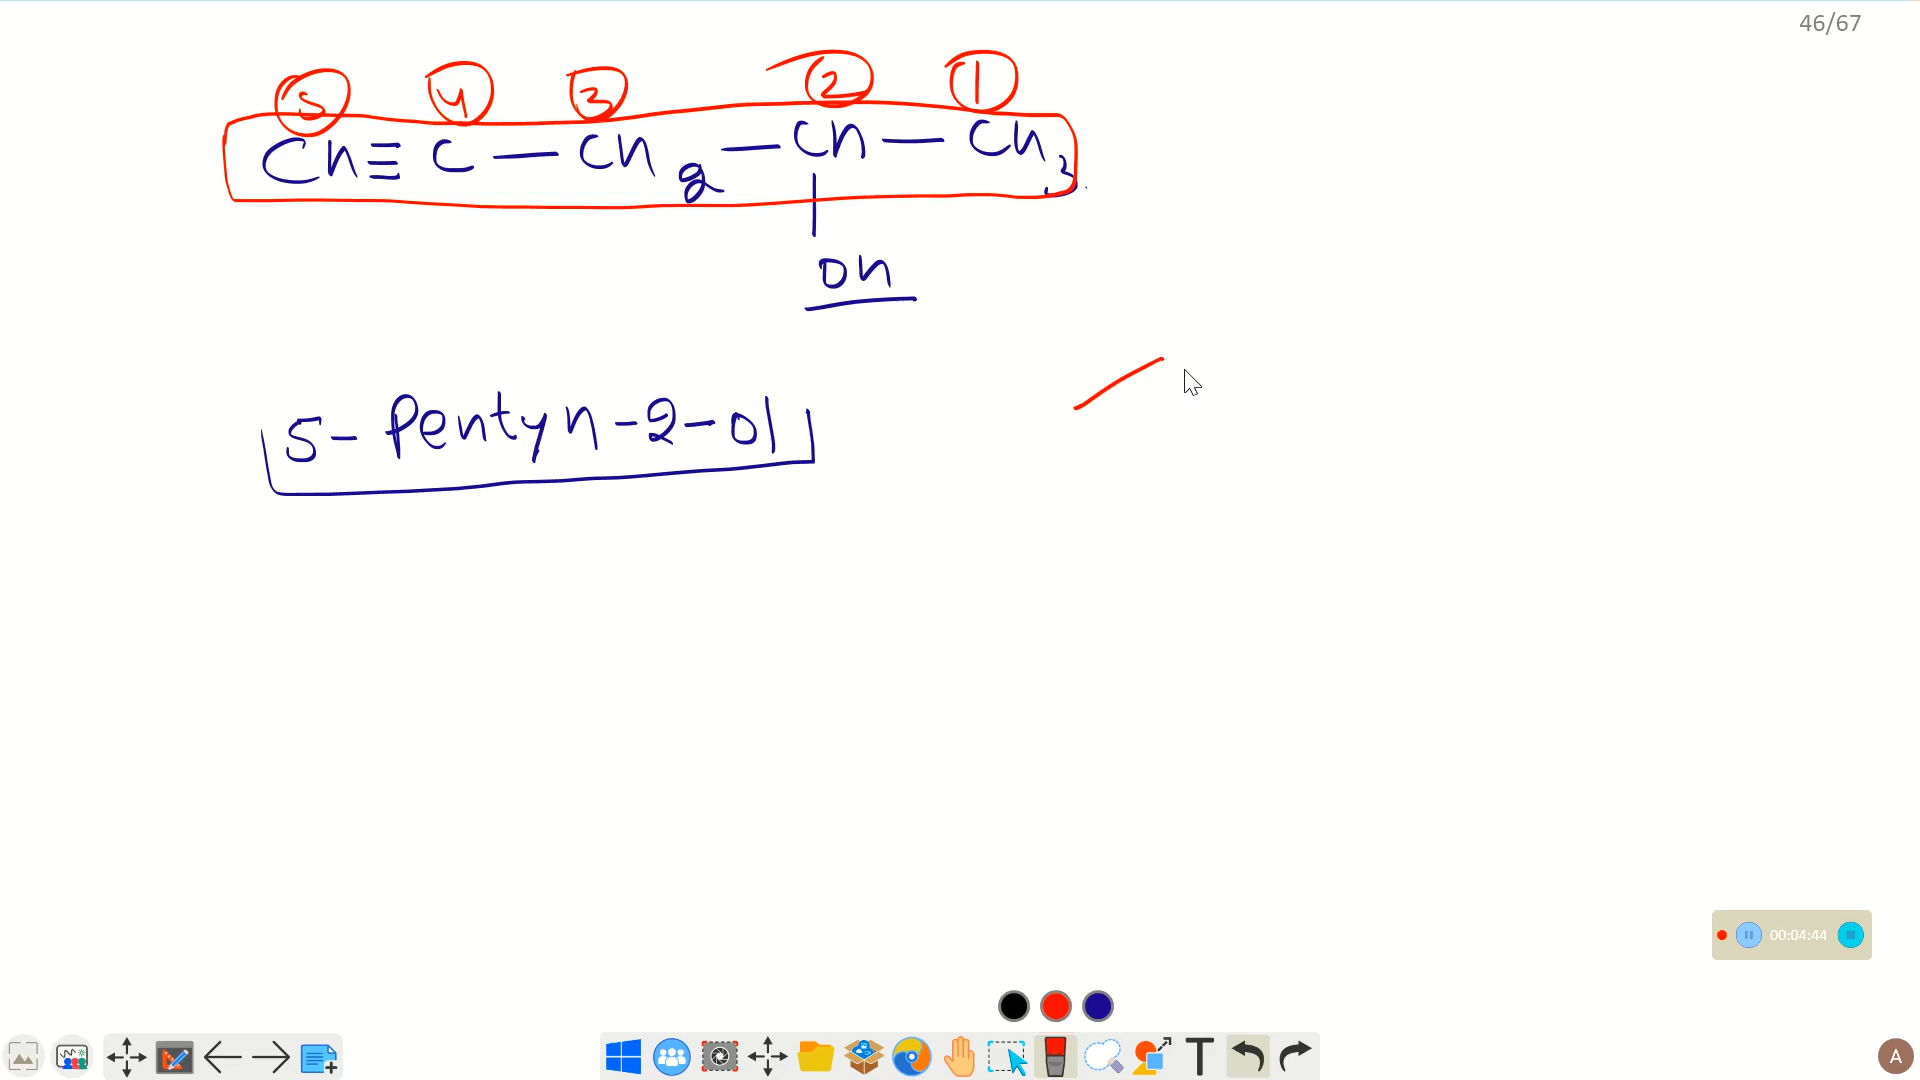 46/67
5 4 3 2 1
CH≡C—CH2—CH—CH3
OH
5-Pentyn-2-ol
00:04:44
A